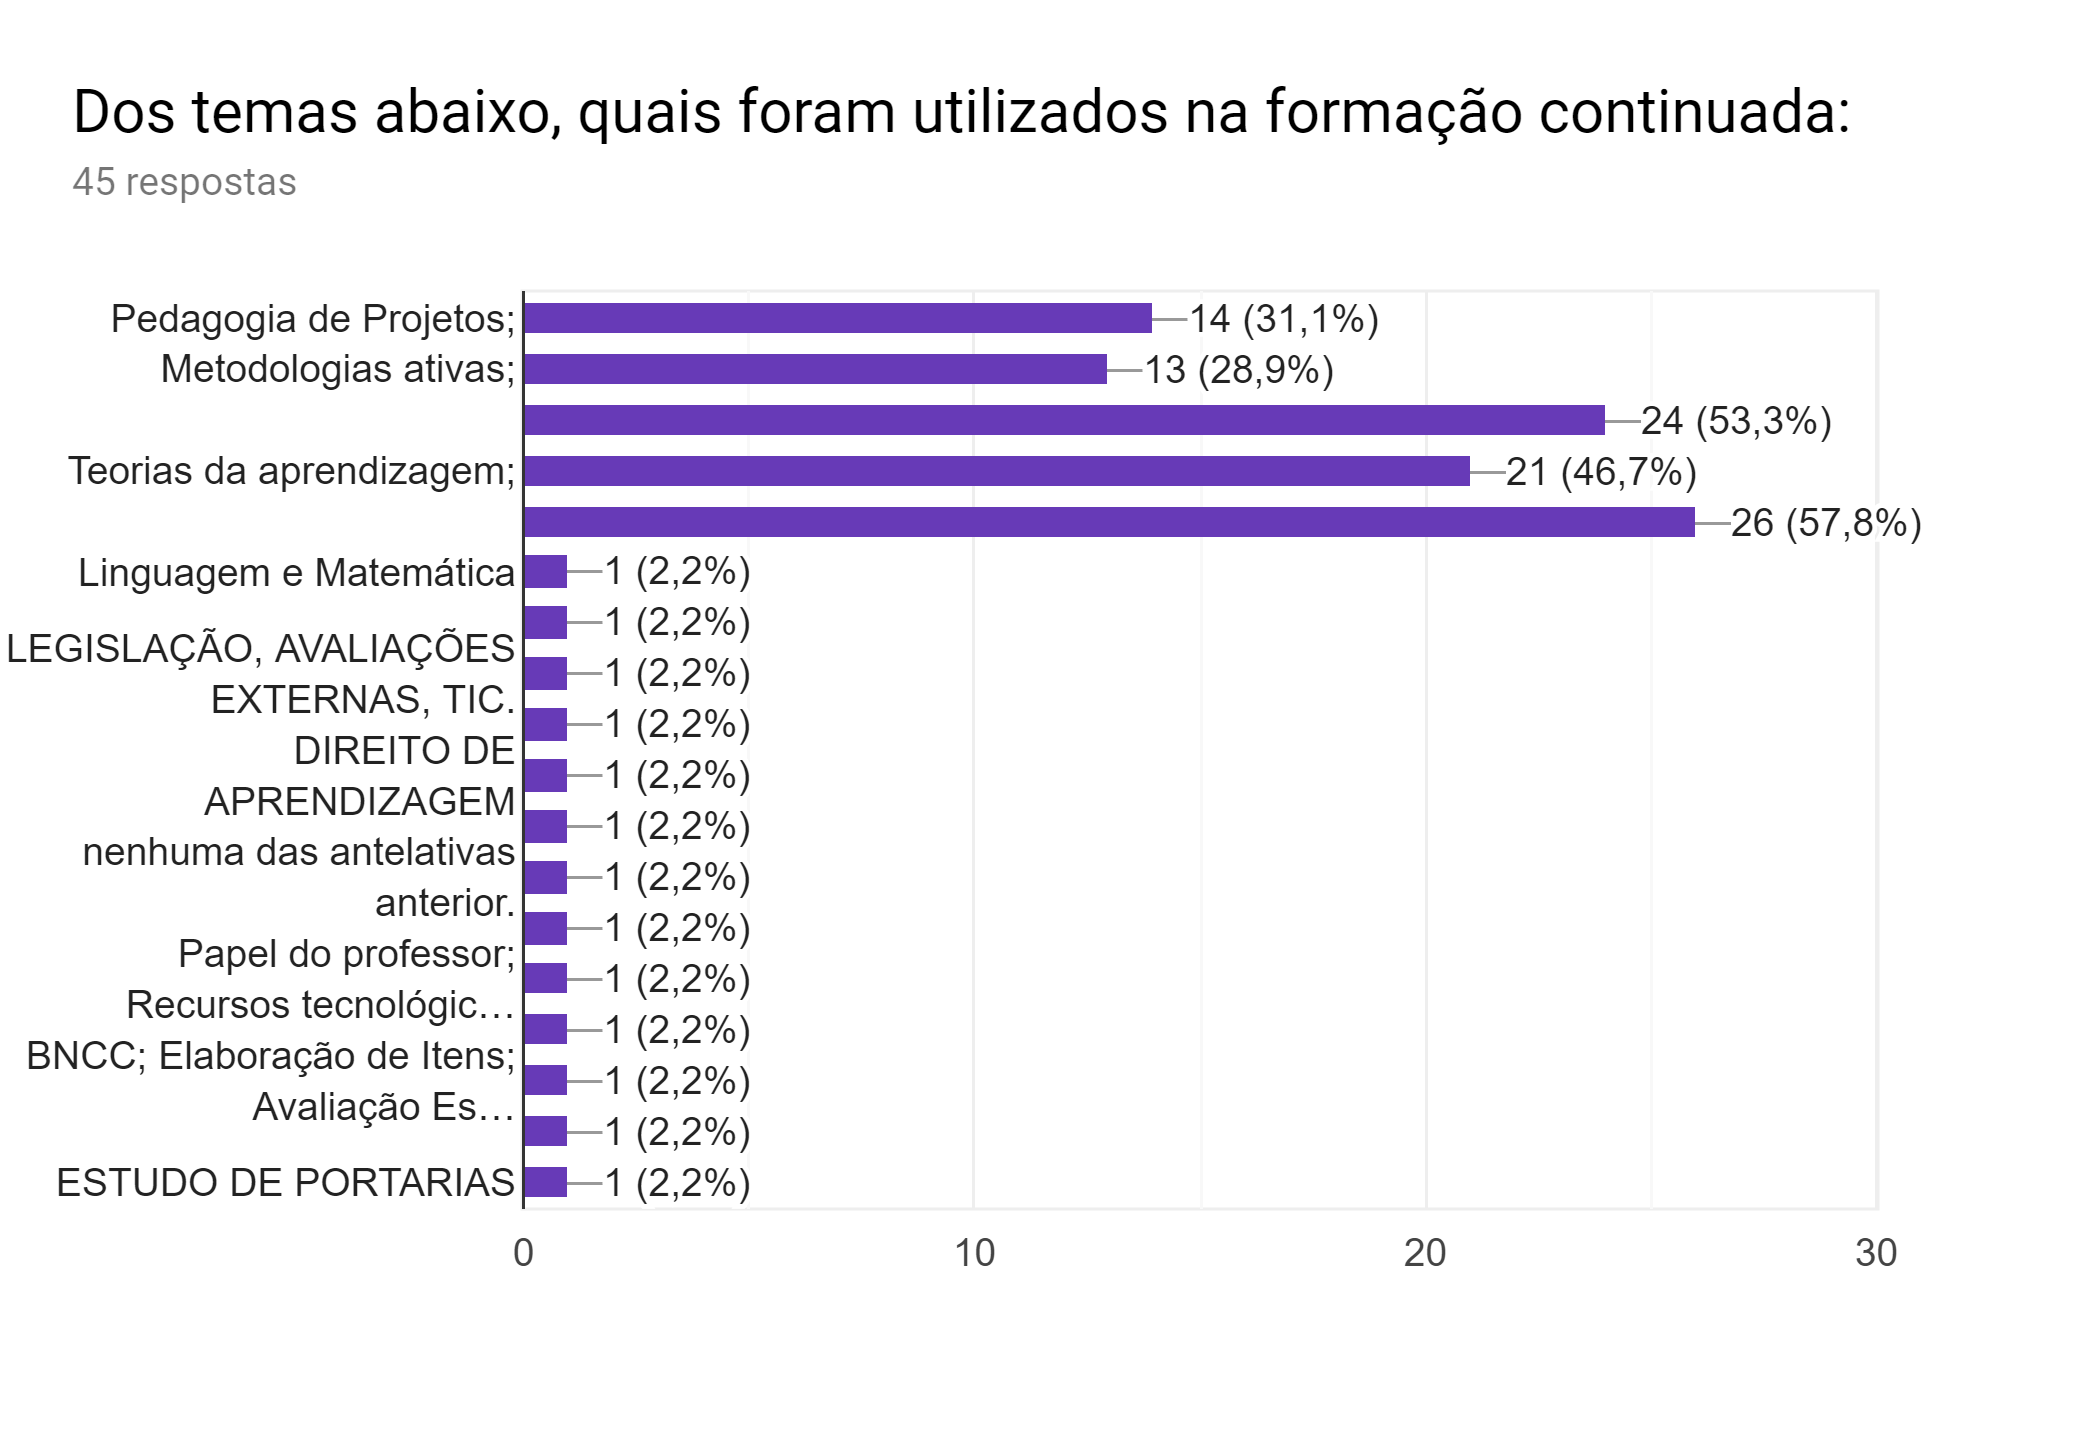 Dos temas abaixo, quais foram utilizados na formação continuada:
45 respostas
Pedagogia de Projetos;
14 (31,1%)
Metodologias ativas;
13 (28,9%)
24 (53,3%)
Teorias da aprendizagem;
21 (46,7%)
26 (57,8%)
Linguagem e Matemática
1 (2,2%)
1 (2,2%)
LEGISLAÇÃO, AVALIAÇÕES
1 (2,2%)
EXTERNAS, TIC.
1 (2,2%)
DIREITO DE
1 (2,2%)
APRENDIZAGEM
1 (2,2%)
nenhuma das antelativas
1 (2,2%)
anterior.
1 (2,2%)
Papel do professor;
1 (2,2%)
Recursos tecnológic…
1 (2,2%)
BNCC; Elaboração de Itens;
1 (2,2%)
Avaliação Es…
1 (2,2%)
ESTUDO DE PORTARIAS
1 (2,2%)
0
10
20
30